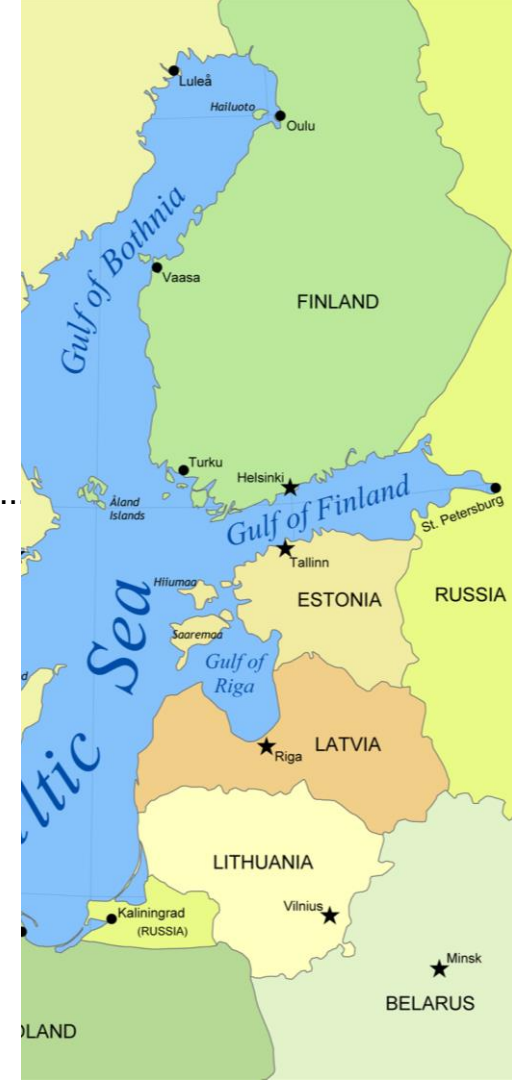 Luleå
Hailuoto
Oulu
Gulf of Bothnia
Vaasa
FINLAND
Turku
Helsinki
...
Åland
Islands
Gulf of Finland
St. Petersburg
Tallinn
Hiiumaa
ESTONIA
RUSSIA
Saaremaa
Sea
Gulf of
Riga
d
LATVIA
Riga
ltic
LITHUANIA
Vilnius
Kaliningrad
(RUSSIA)
Minsk
BELARUS
OLAND